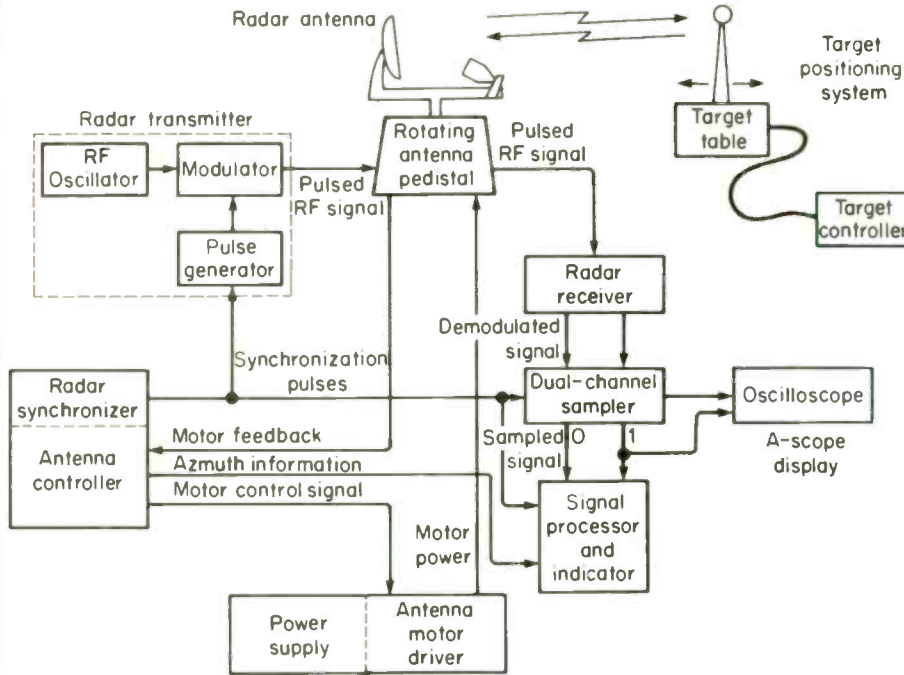 Radar antenna
Target
positioning
system
Radar transmitter
RF
Oscillator
Modulator
Pulse
generator
Pulsed
RF signal
Rotating
antenna
pedistal
Pulsed
RF signal
Target
table
Target
controller
Radar
receiver
Demodulated
signal
Synchronization
pulses
Radar
synchronizer
Antenna
controller
Dual-channel
sampler
Oscilloscope
A-scope
display
Sampled
signal
0
1
Motor feedback
Azmuth information
Motor control signal
Signal
processor
and
indicator
Motor
power
Power
supply
Antenna
motor
driver